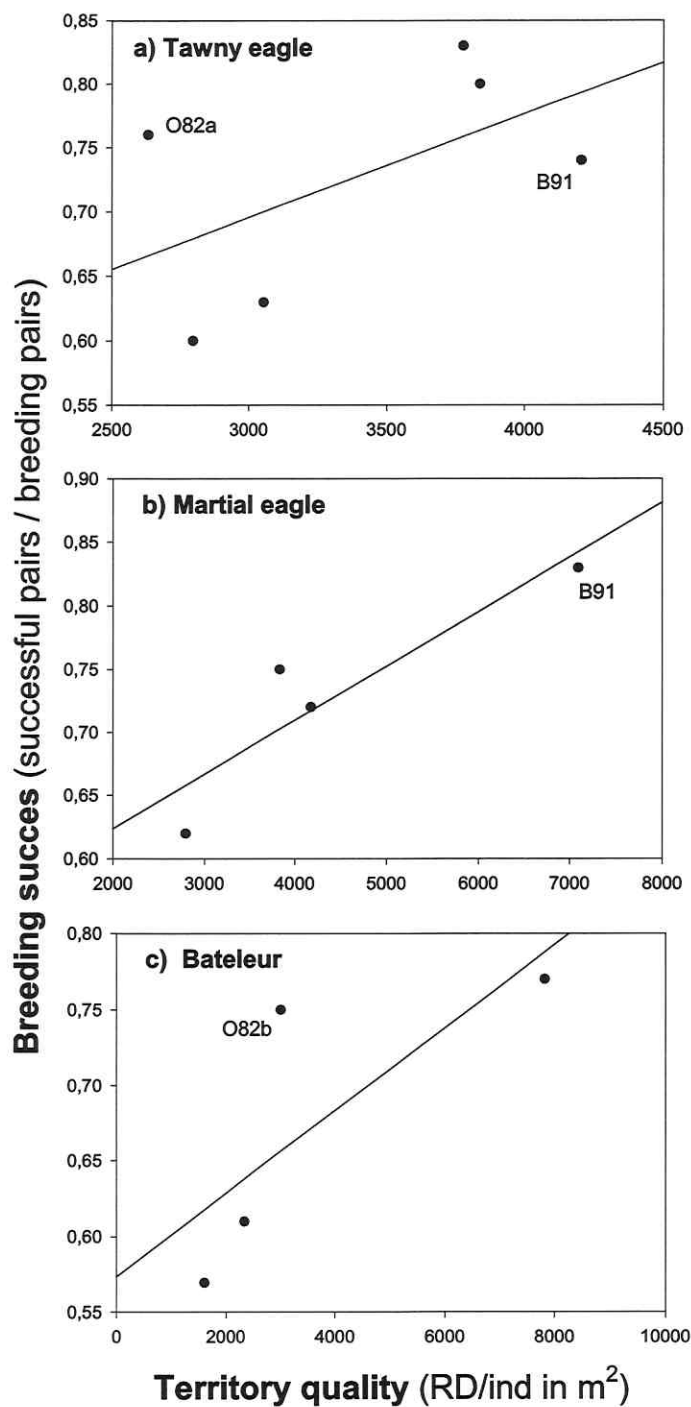 Breeding succes (successful pairs / breeding pairs)
a) Tawny eagle
0,85
0,80
0,75
0,70
0,65
0,60
0,55
O82a
B91
2500 3000 3500 4000 4500
b) Martial eagle
0,90
0,85
0,80
0,75
0,70
0,65
0,60
B91
2000 3000 4000 5000 6000 7000 8000
c) Bateleur
0,80
0,75
0,70
0,65
0,60
0,55
O82b
0 2000 4000 6000 8000 10000
Territory quality (RD/ind in m²)